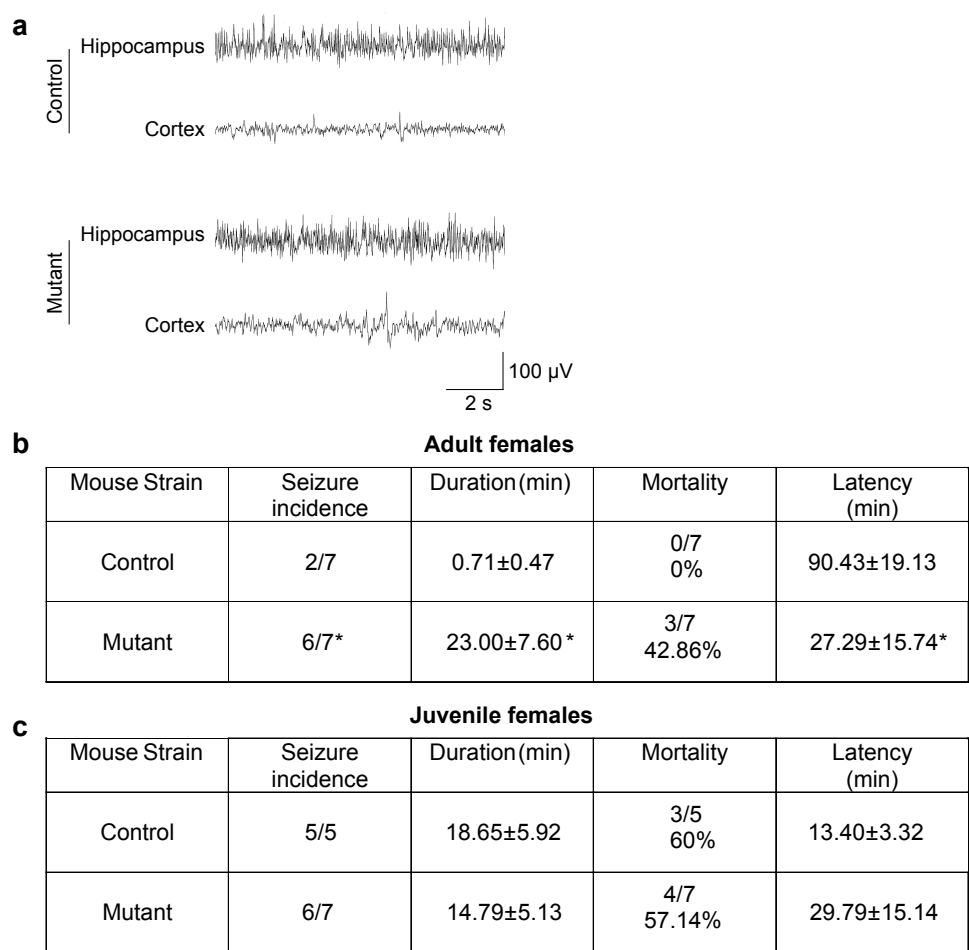 a
Control
Hippocampus
Cortex
Mutant
Hippocampus
Cortex
100 µV
2 s
b
Adult females
Mouse Strain Seizure incidence Duration(min) Mortality Latency (min)
Control 2/7 0.71±0.47 0/7 0% 90.43±19.13
Mutant 6/7* 23.00±7.60* 3/7 42.86% 27.29±15.74*
c
Juvenile females
Mouse Strain Seizure incidence Duration(min) Mortality Latency (min)
Control 5/5 18.65±5.92 3/5 60% 13.40±3.32
Mutant 6/7 14.79±5.13 4/7 57.14% 29.79±15.14